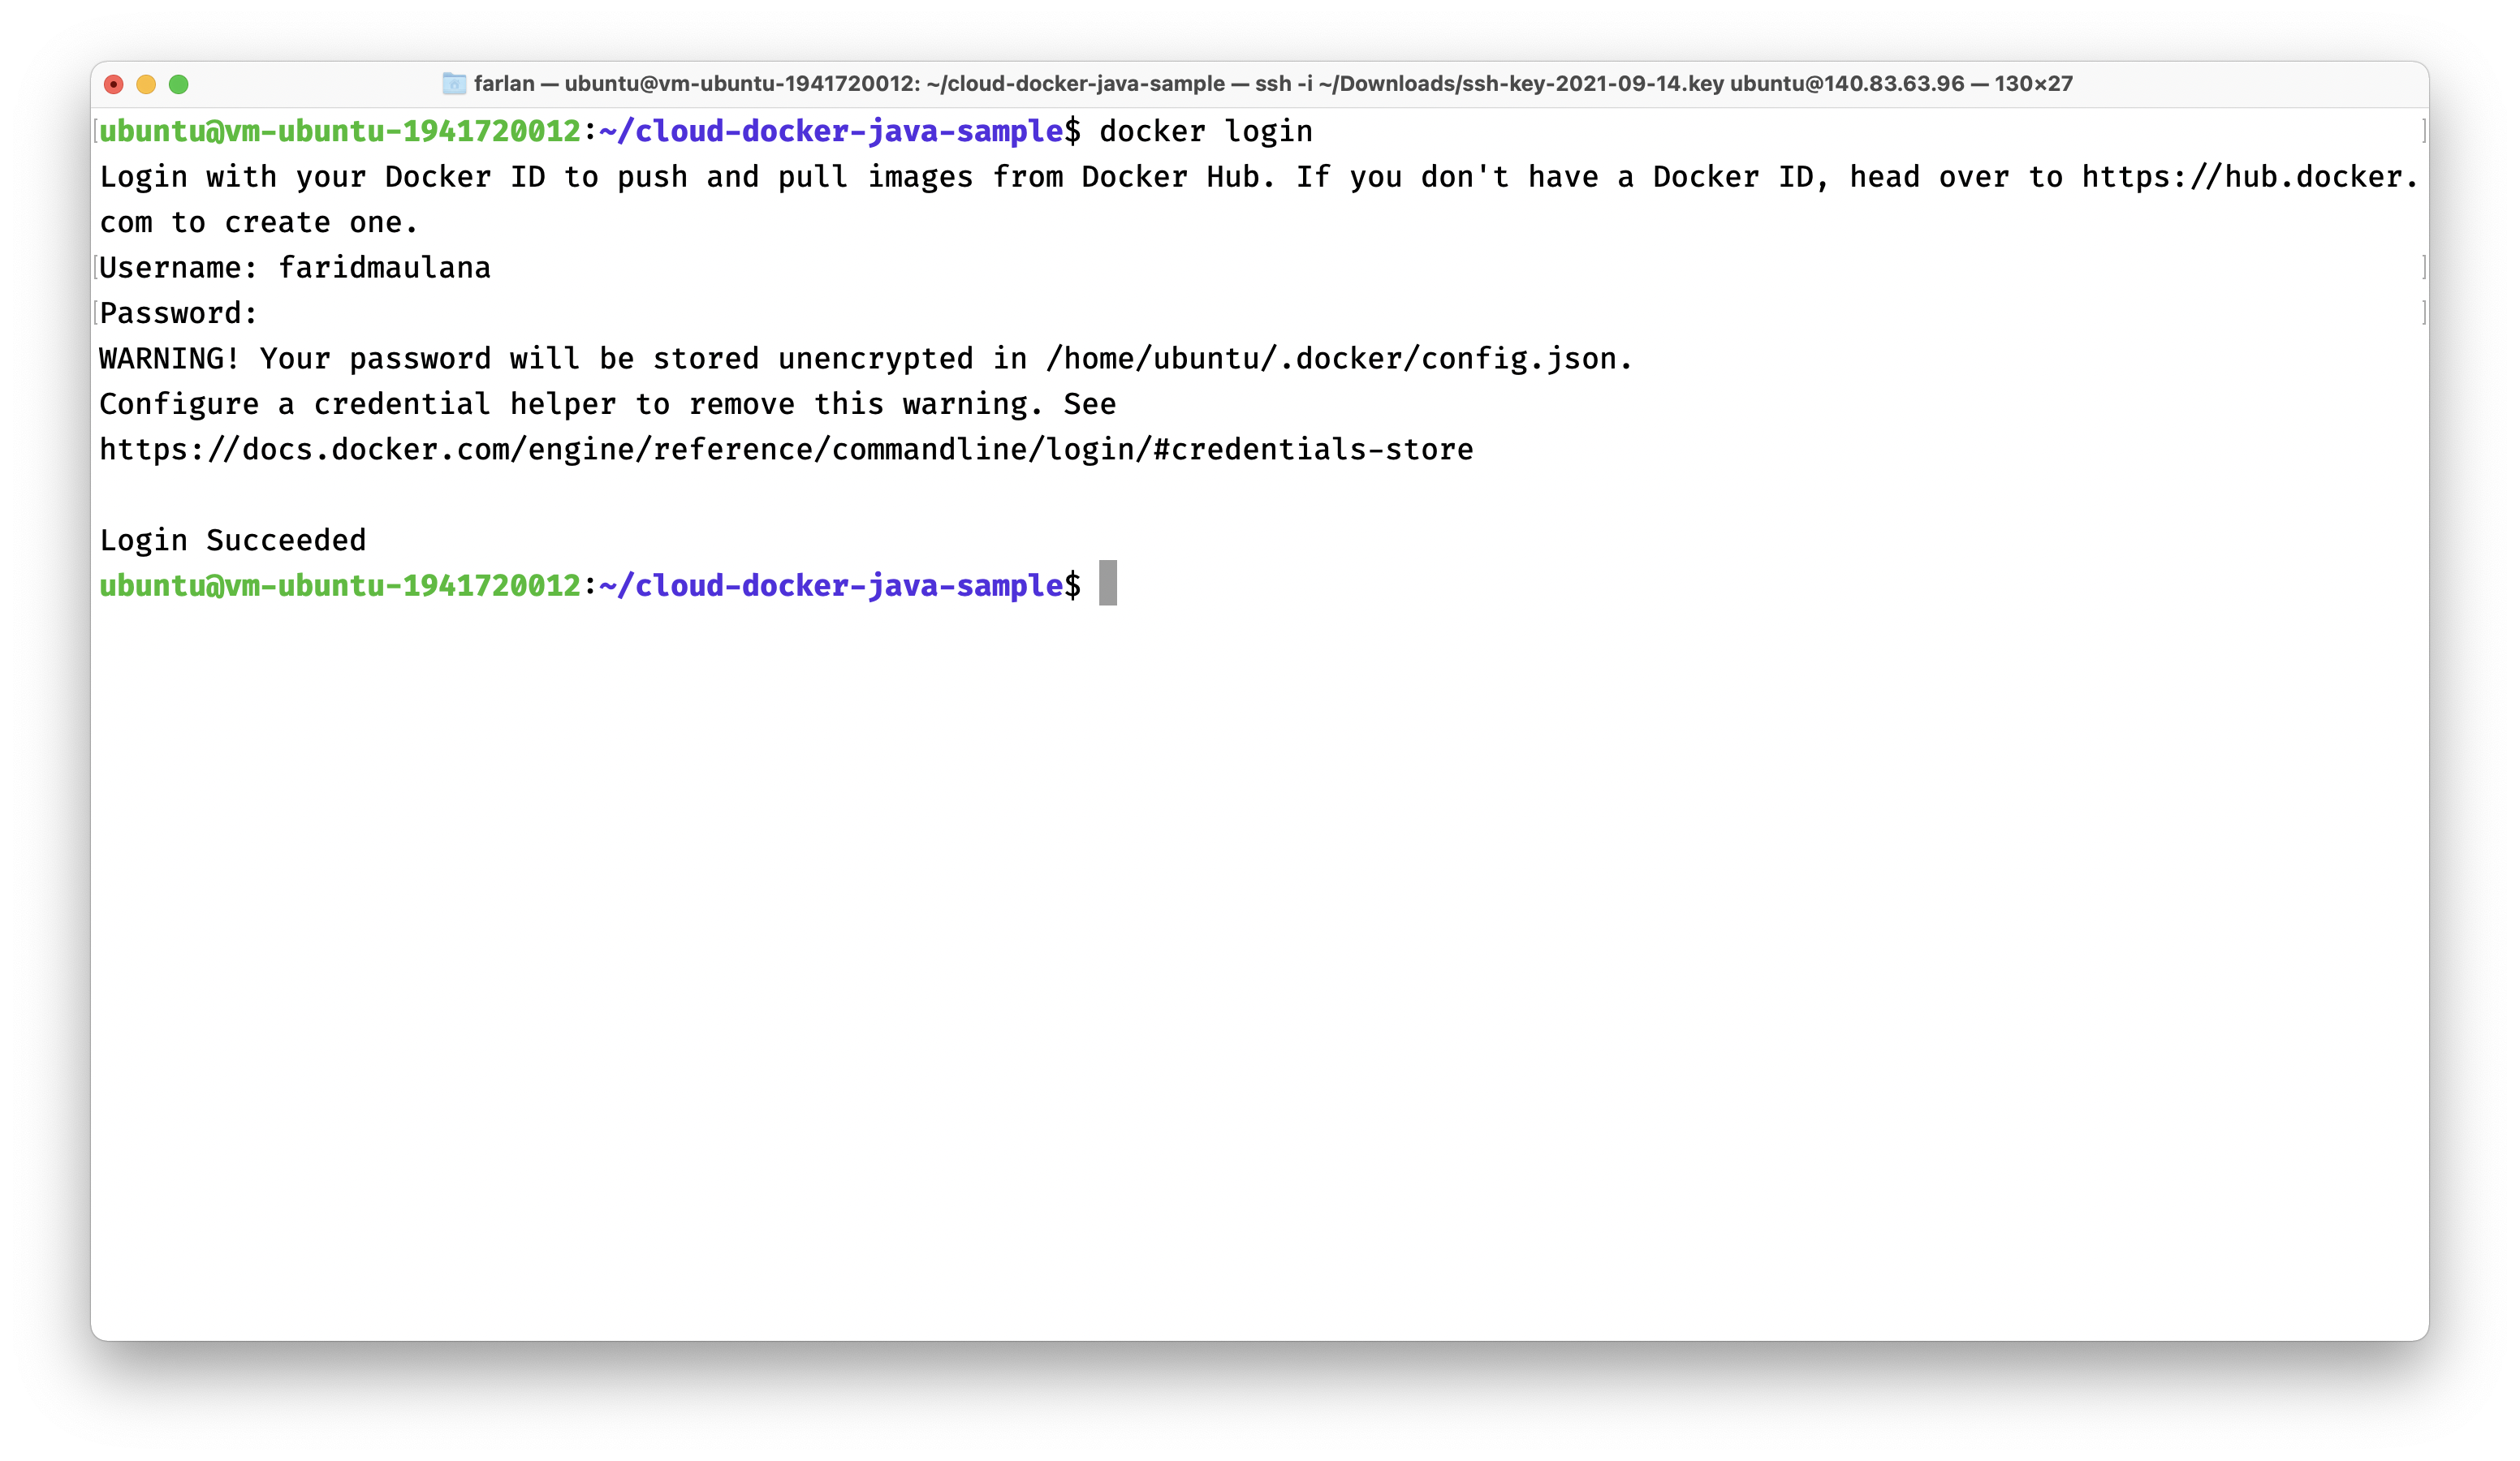 farlan — ubuntu@vm-ubuntu-1941720012: ~/cloud-docker-java-sample — ssh -i ~/Downloads/ssh-key-2021-09-14.key ubuntu@140.83.63.96 — 130×27
[ubuntu@vm-ubuntu-1941720012:~/cloud-docker-java-sample$ docker login ]
Login with your Docker ID to push and pull images from Docker Hub. If you don't have a Docker ID, head over to https://hub.docker.
com to create one.
[Username: faridmaulana ]
[Password: ]
WARNING! Your password will be stored unencrypted in /home/ubuntu/.docker/config.json.
Configure a credential helper to remove this warning. See
https://docs.docker.com/engine/reference/commandline/login/#credentials-store
Login Succeeded
ubuntu@vm-ubuntu-1941720012:~/cloud-docker-java-sample$